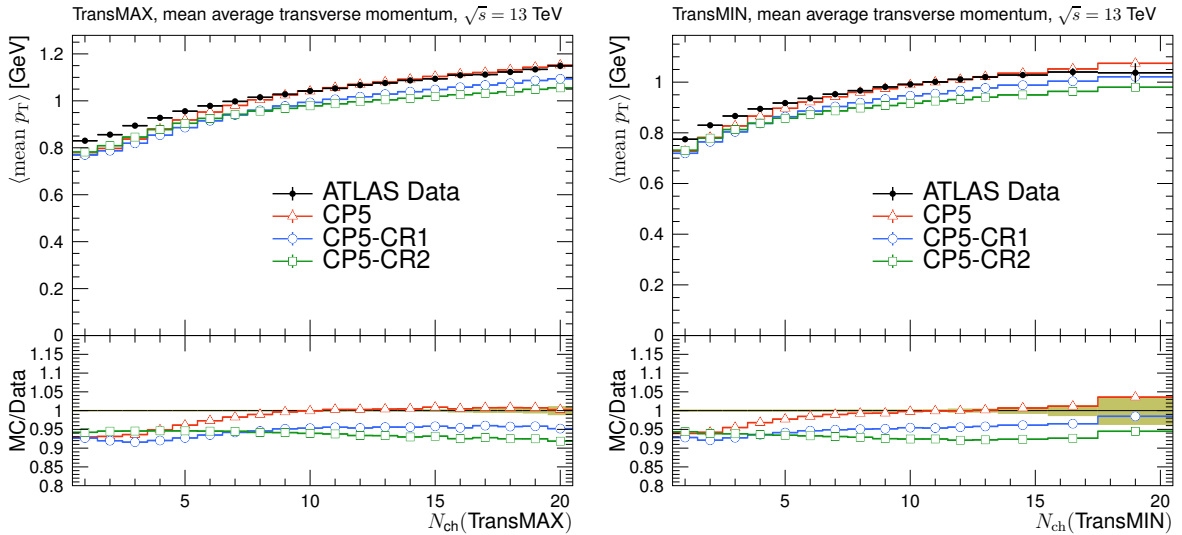 TransMAX, mean average transverse momentum, √s = 13 TeV
⟨mean p_T⟩ [GeV]
1.2
1
0.8
0.6
0.4
0.2
0
ATLAS Data
CP5
CP5-CR1
CP5-CR2
MC/Data
1.15
1.1
1.05
1
0.95
0.9
0.85
0.8
5 10 15 20
N_ch(TransMAX)
TransMIN, mean average transverse momentum, √s = 13 TeV
⟨mean p_T⟩ [GeV]
1
0.8
0.6
0.4
0.2
0
ATLAS Data
CP5
CP5-CR1
CP5-CR2
MC/Data
1.15
1.1
1.05
1
0.95
0.9
0.85
0.8
5 10 15 20
N_ch(TransMIN)